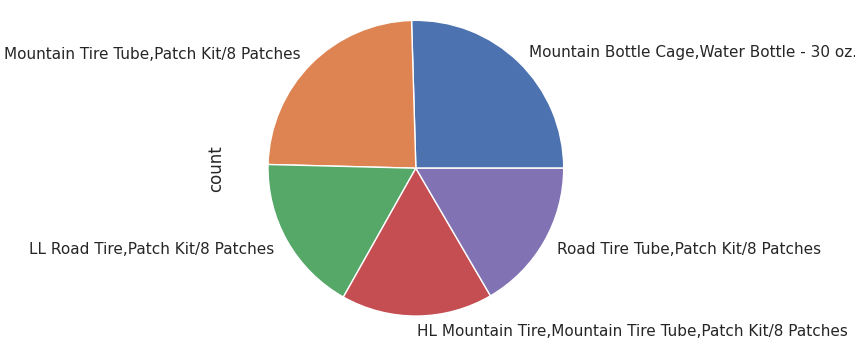 Mountain Bottle Cage,Water Bottle - 30 oz.
Mountain Tire Tube,Patch Kit/8 Patches
count
LL Road Tire,Patch Kit/8 Patches
Road Tire Tube,Patch Kit/8 Patches
HL Mountain Tire,Mountain Tire Tube,Patch Kit/8 Patches